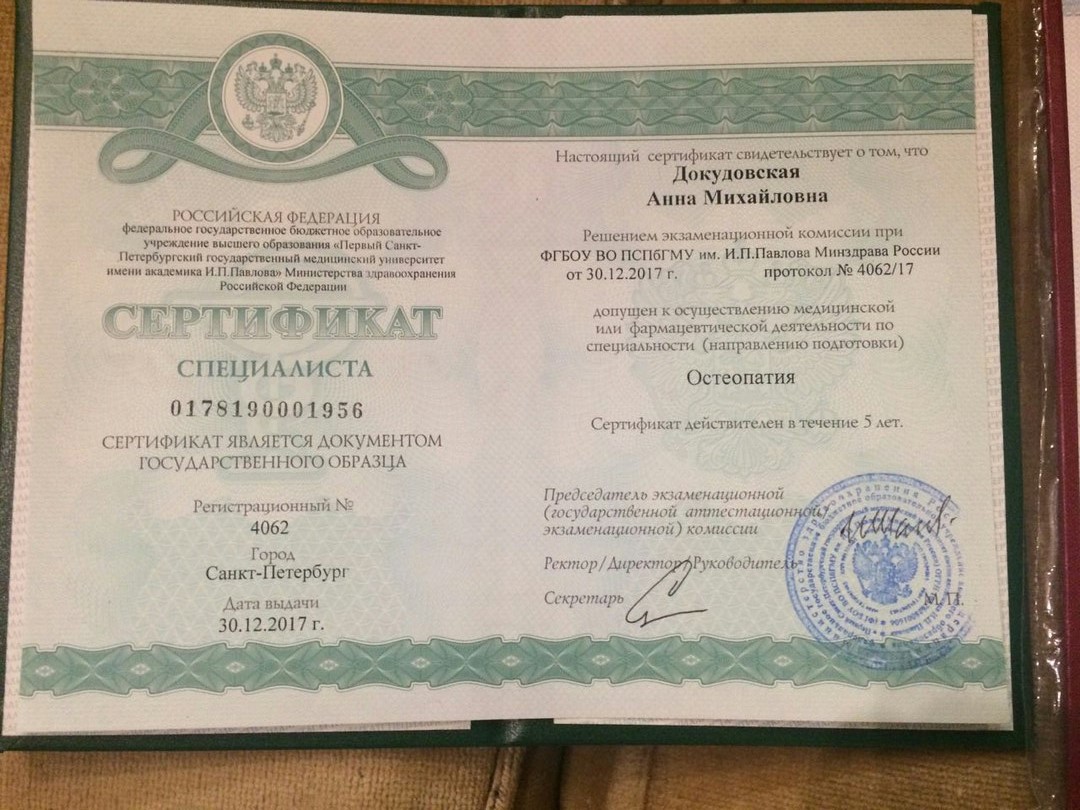 РОССИЙСКАЯ ФЕДЕРАЦИЯ
федеральное государственное бюджетное образовательное
учреждение высшего образования «Первый Санкт-
Петербургский государственный медицинский университет
имени академика И.П.Павлова» Министерства здравоохранения
Российской Федерации
СЕРТИФИКАТ
СПЕЦИАЛИСТА
0178190001956
СЕРТИФИКАТ ЯВЛЯЕТСЯ ДОКУМЕНТОМ
ГОСУДАРСТВЕННОГО ОБРАЗЦА
Регистрационный №
4062
Город
Санкт-Петербург
Дата выдачи
30.12.2017 г.
Настоящий сертификат свидетельствует о том, что
Докудовская
Анна Михайловна
Решением экзаменационной комиссии при
ФГБОУ ВО ПСПбГМУ им. И.П.Павлова Минздрава России
от 30.12.2017 г. протокол № 4062/17
допущен к осуществлению медицинской
или фармацевтической деятельности по
специальности (направлению подготовки)
Остеопатия
Сертификат действителен в течение 5 лет.
Председатель экзаменационной
(государственной аттестационной/
экзаменационной) комиссии
Ректор/Директор/Руководитель
Секретарь
М.П.